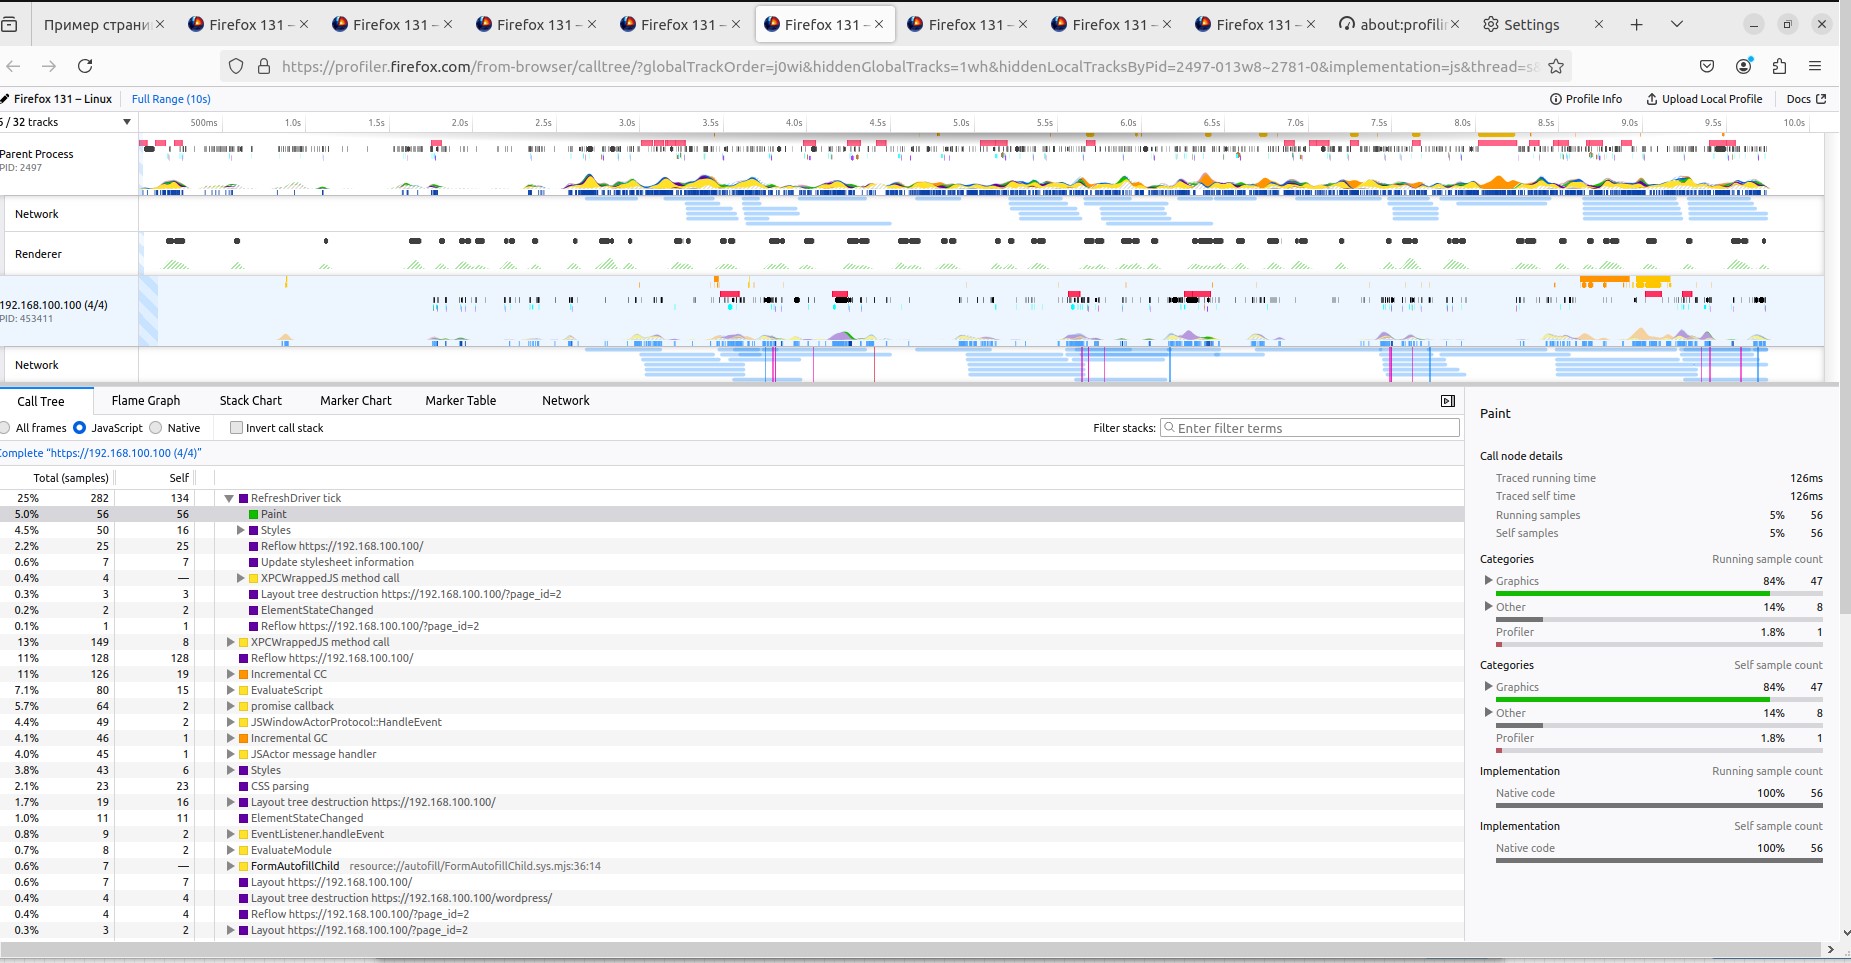 Пример страни
Firefox 131 –
Firefox 131 –
Firefox 131 –
Firefox 131 –
Firefox 131 –
Firefox 131 –
Firefox 131 –
Firefox 131 –
about:profilin
Settings
https://profiler.firefox.com/from-browser/calltree/?globalTrackOrder=j0wi&hiddenGlobalTracks=1wh&hiddenLocalTracksByPid=2497-013w8~2781-0&implementation=js&thread=s&
Firefox 131 – Linux
Full Range (10s)
Profile Info
Upload Local Profile
Docs
/ 32 tracks
500ms 1.0s 1.5s 2.0s 2.5s 3.0s 3.5s 4.0s 4.5s 5.0s 5.5s 6.0s 6.5s 7.0s 7.5s 8.0s 8.5s 9.0s 9.5s 10.0s
Parent Process
PID: 2497
Network
Renderer
192.168.100.100 (4/4)
PID: 453411
Network
Call Tree Flame Graph Stack Chart Marker Chart Marker Table Network
All frames JavaScript Native Invert call stack Filter stacks: Enter filter terms
omplete “https://192.168.100.100 (4/4)”
Total (samples) Self
25% 282 134 RefreshDriver tick
5.0% 56 56 Paint
4.5% 50 16 Styles
2.2% 25 25 Reflow https://192.168.100.100/
0.6% 7 7 Update stylesheet information
0.4% 4 — XPCWrappedJS method call
0.3% 3 3 Layout tree destruction https://192.168.100.100/?page_id=2
0.2% 2 2 ElementStateChanged
0.1% 1 1 Reflow https://192.168.100.100/?page_id=2
13% 149 8 XPCWrappedJS method call
11% 128 128 Reflow https://192.168.100.100/
11% 126 19 Incremental CC
7.1% 80 15 EvaluateScript
5.7% 64 2 promise callback
4.4% 49 2 JSWindowActorProtocol::HandleEvent
4.1% 46 1 Incremental GC
4.0% 45 1 JSActor message handler
3.8% 43 6 Styles
2.1% 23 23 CSS parsing
1.7% 19 16 Layout tree destruction https://192.168.100.100/
1.0% 11 11 ElementStateChanged
0.8% 9 2 EventListener.handleEvent
0.7% 8 2 EvaluateModule
0.6% 7 — FormAutofillChild resource://autofill/FormAutofillChild.sys.mjs:36:14
0.6% 7 7 Layout https://192.168.100.100/
0.4% 4 4 Layout tree destruction https://192.168.100.100/wordpress/
0.4% 4 4 Reflow https://192.168.100.100/?page_id=2
0.3% 3 2 Layout https://192.168.100.100/?page_id=2
Paint
Call node details
Traced running time 126ms
Traced self time 126ms
Running samples 5% 56
Self samples 5% 56
Categories Running sample count
Graphics 84% 47
Other 14% 8
Profiler 1.8% 1
Categories Self sample count
Graphics 84% 47
Other 14% 8
Profiler 1.8% 1
Implementation Running sample count
Native code 100% 56
Implementation Self sample count
Native code 100% 56